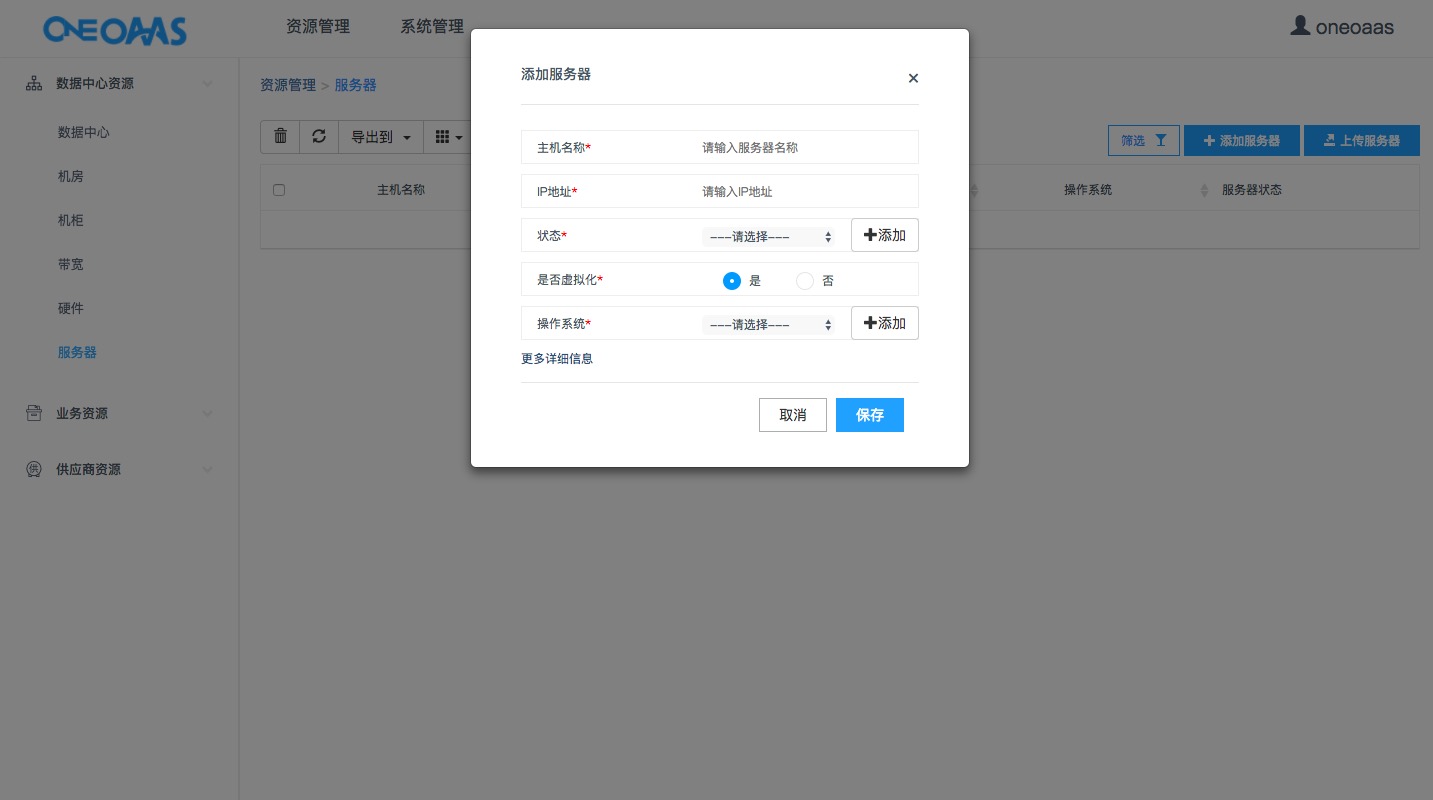 ONEOAAS
资源管理
系统管理
oneoaas
数据中心资源
数据中心
机房
机柜
带宽
硬件
服务器
业务资源
供应商资源
资源管理 > 服务器
导出到
筛选
添加服务器
上传服务器
主机名称
操作系统
服务器状态
添加服务器
×
主机名称* 请输入服务器名称
IP地址* 请输入IP地址
状态* ---请选择--- 添加
是否虚拟化* 是 否
操作系统* ---请选择--- 添加
更多详细信息
取消
保存